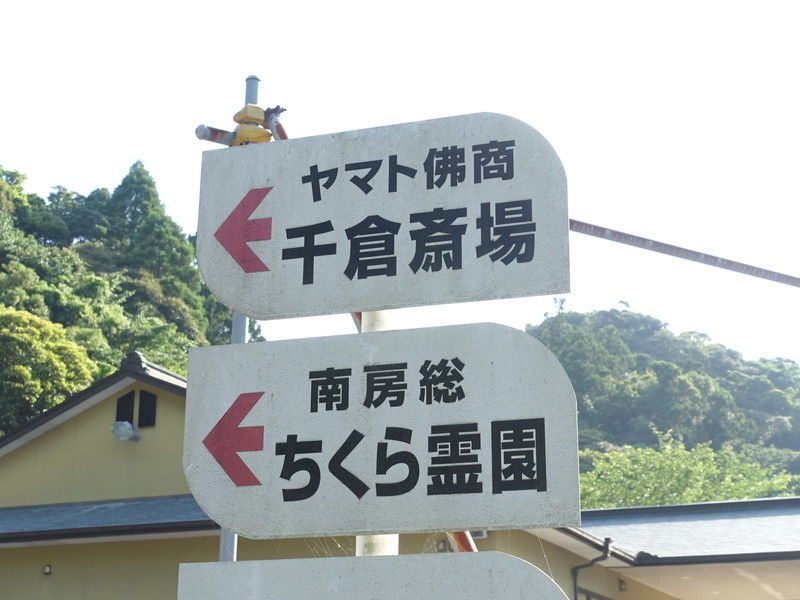 ヤマト佛商
千倉斎場
南房総
ちくら霊園